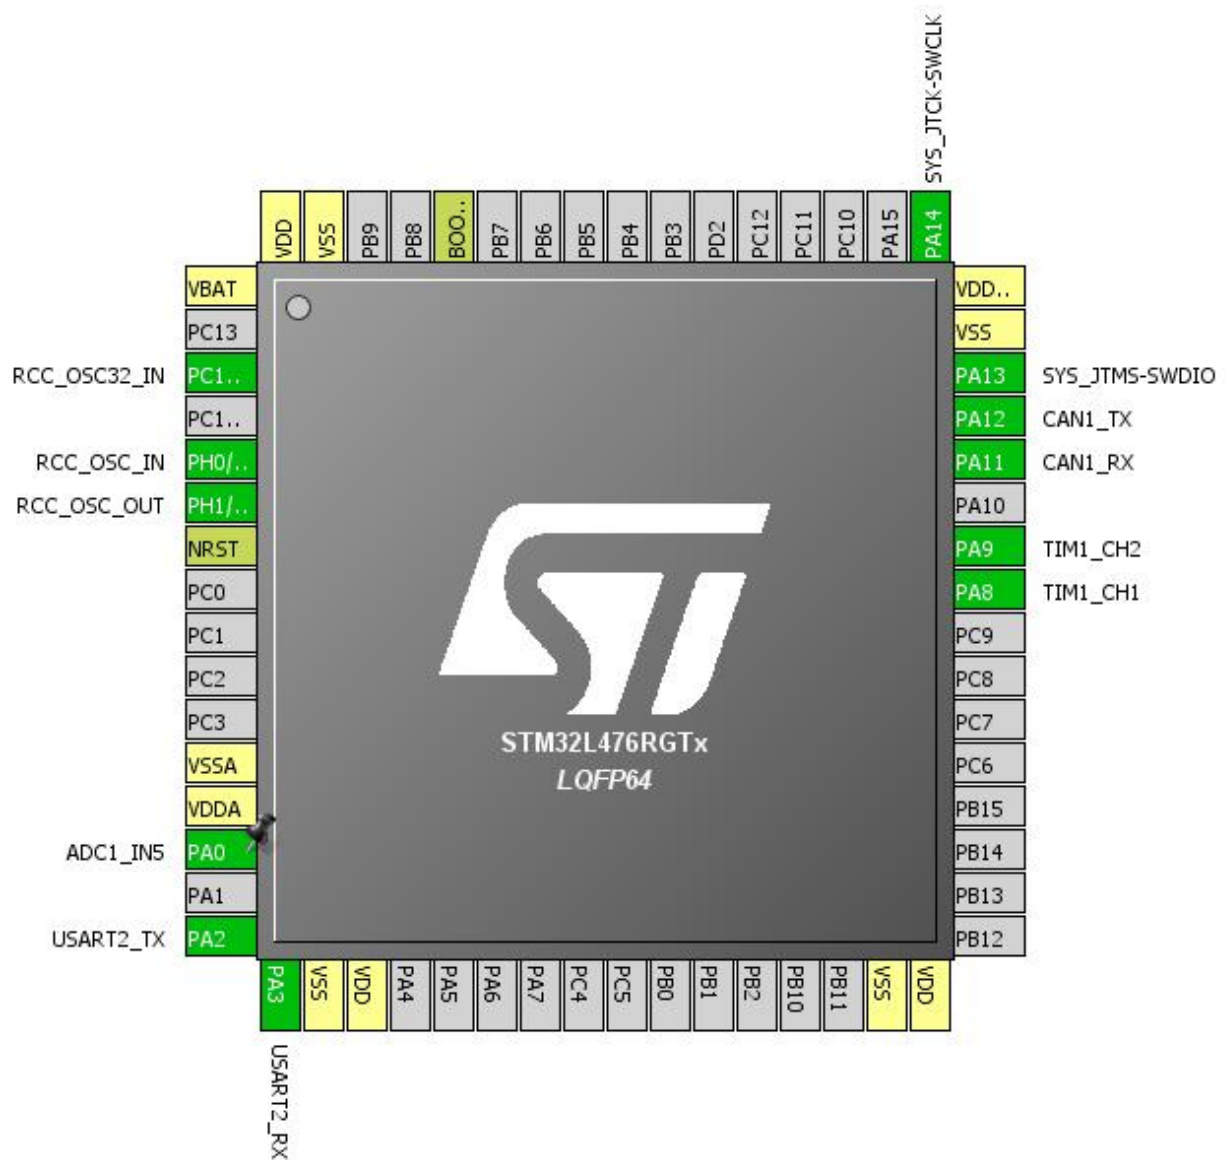 SYS_JTCK-SWCLK
VDD
VSS
PB9
PB8
BOO..
PB7
PB6
PB5
PB4
PB3
PD2
PC12
PC11
PC10
PA15
PA14
VBAT
PC13
RCC_OSC32_IN PC1..
PC1..
RCC_OSC_IN PH0/..
RCC_OSC_OUT PH1/..
NRST
PC0
PC1
PC2
PC3
VSSA
VDDA
ADC1_IN5 PA0
PA1
USART2_TX PA2
STM32L476RGTx
LQFP64
VDD..
VSS
PA13 SYS_JTMS-SWDIO
PA12 CAN1_TX
PA11 CAN1_RX
PA10
PA9 TIM1_CH2
PA8 TIM1_CH1
PC9
PC8
PC7
PC6
PB15
PB14
PB13
PB12
PA3
VSS
VDD
PA4
PA5
PA6
PA7
PC4
PC5
PB0
PB1
PB2
PB10
PB11
VSS
VDD
USART2_RX